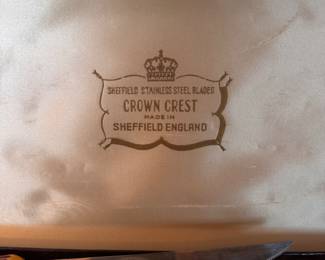 SHEFFIELD STAINLESS STEEL BLADES
CROWN CREST
MADE IN
SHEFFIELD ENGLAND